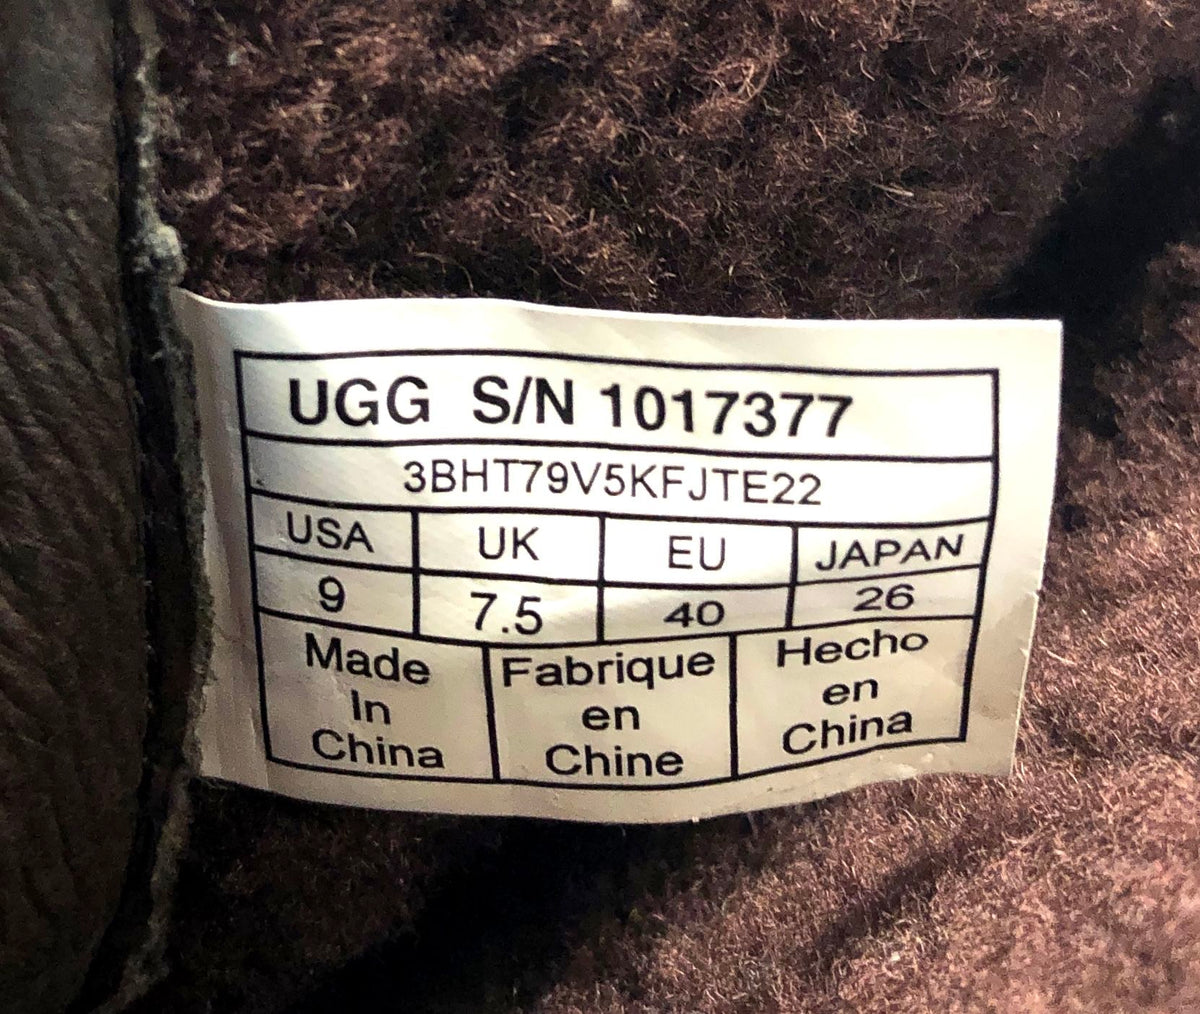 UGG S/N 1017377
3BHT79V5KFJTE22
USA UK EU JAPAN
9 7.5 40 26
Made
In
China
Fabrique
en
Chine
Hecho
en
China